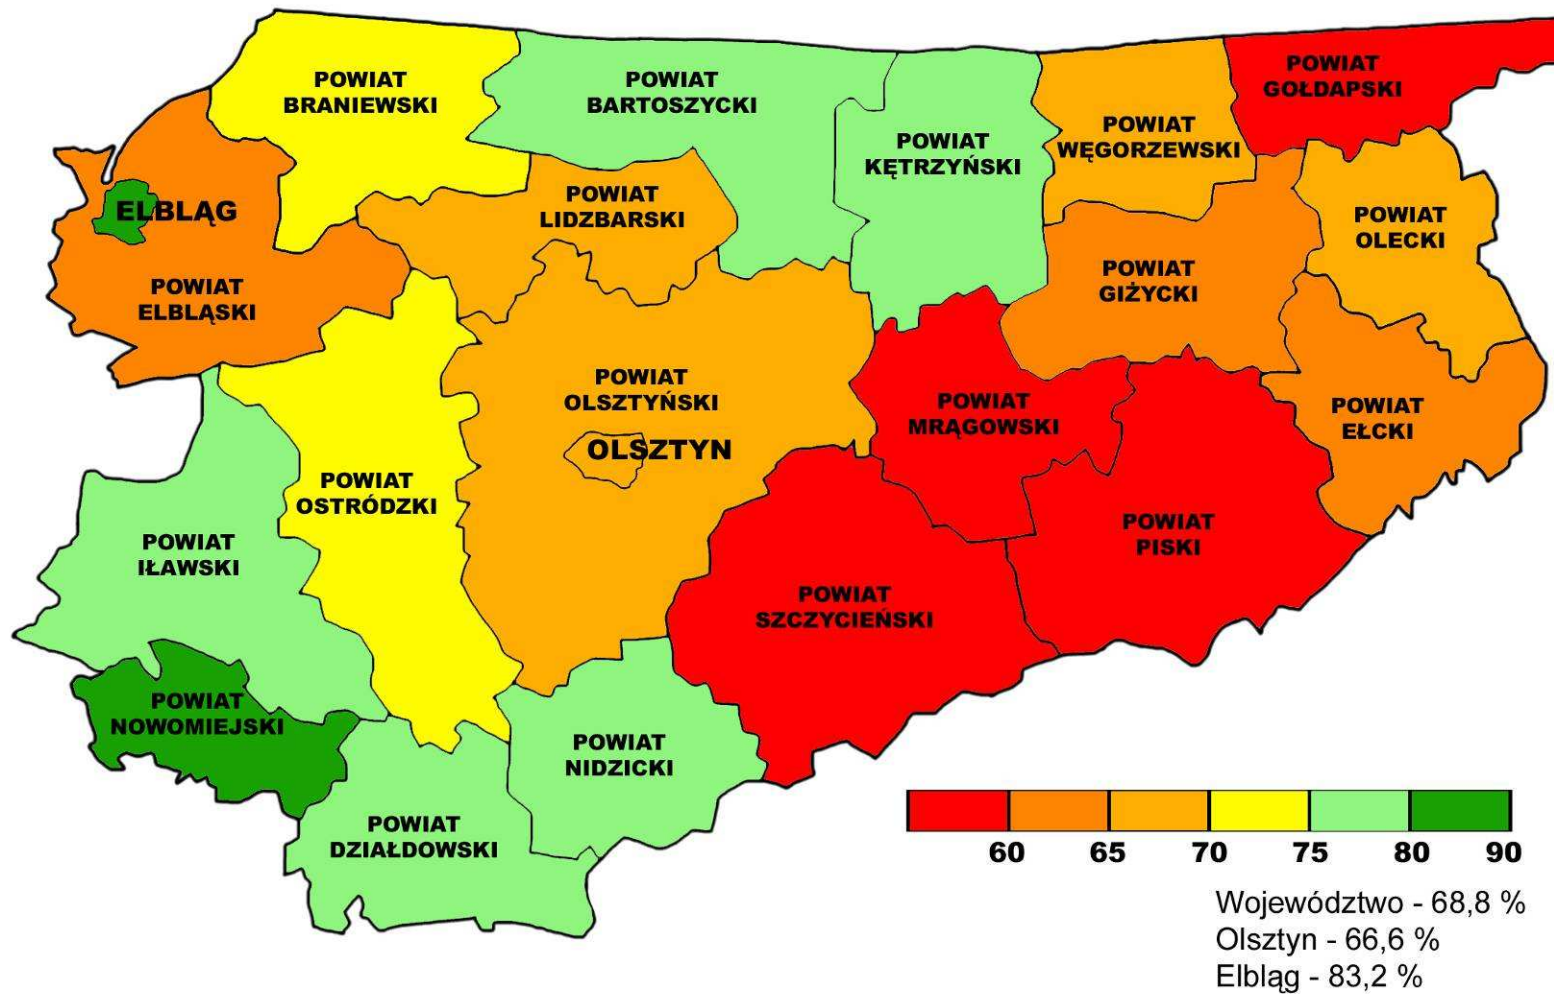 POWIAT
BRANIEWSKI
POWIAT
BARTOSZYCKI
POWIAT
KĘTRZYŃSKI
POWIAT
WĘGORZEWSKI
POWIAT
GOŁDAPSKI
ELBLĄG
POWIAT
ELBLĄSKI
POWIAT
LIDZBARSKI
POWIAT
GIŻYCKI
POWIAT
OLECKI
POWIAT
OSTRÓDZKI
POWIAT
OLSZTYŃSKI
OLSZTYN
POWIAT
MRĄGOWSKI
POWIAT
EŁCKI
POWIAT
IŁAWSKI
POWIAT
SZCZYCIEŃSKI
POWIAT
PISKI
POWIAT
NOWOMIEJSKI
POWIAT
DZIAŁDOWSKI
POWIAT
NIDZICKI
60 65 70 75 80 90
Województwo - 68,8 %
Olsztyn - 66,6 %
Elbląg - 83,2 %